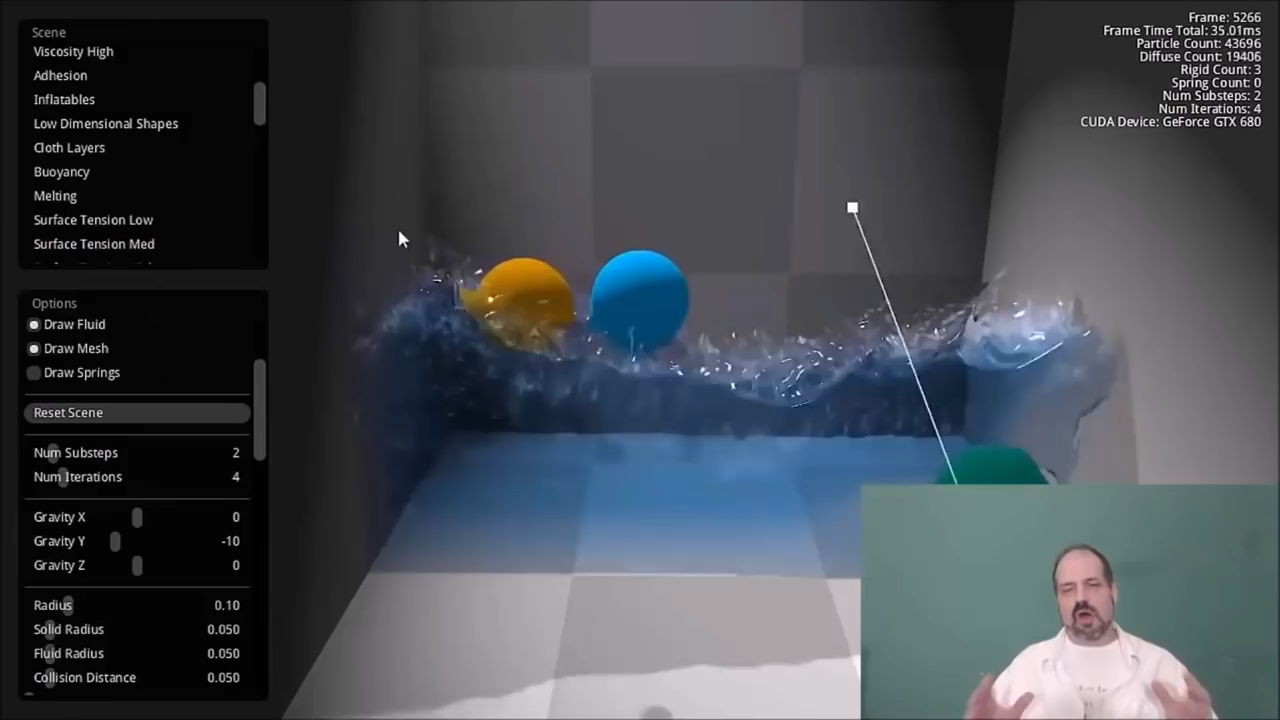 Scene
Viscosity High
Adhesion
Inflatables
Low Dimensional Shapes
Cloth Layers
Buoyancy
Melting
Surface Tension Low
Surface Tension Med
Options
Draw Fluid
Draw Mesh
Draw Springs
Reset Scene
Num Substeps 2
Num Iterations 4
Gravity X 0
Gravity Y -10
Gravity Z 0
Radius 0.10
Solid Radius 0.050
Fluid Radius 0.050
Collision Distance 0.050
Frame: 5266
Frame Time Total: 35.01ms
Particle Count: 43696
Diffuse Count: 19406
Rigid Count: 3
Spring Count: 0
Num Substeps: 2
Num Iterations: 4
CUDA Device: GeForce GTX 680